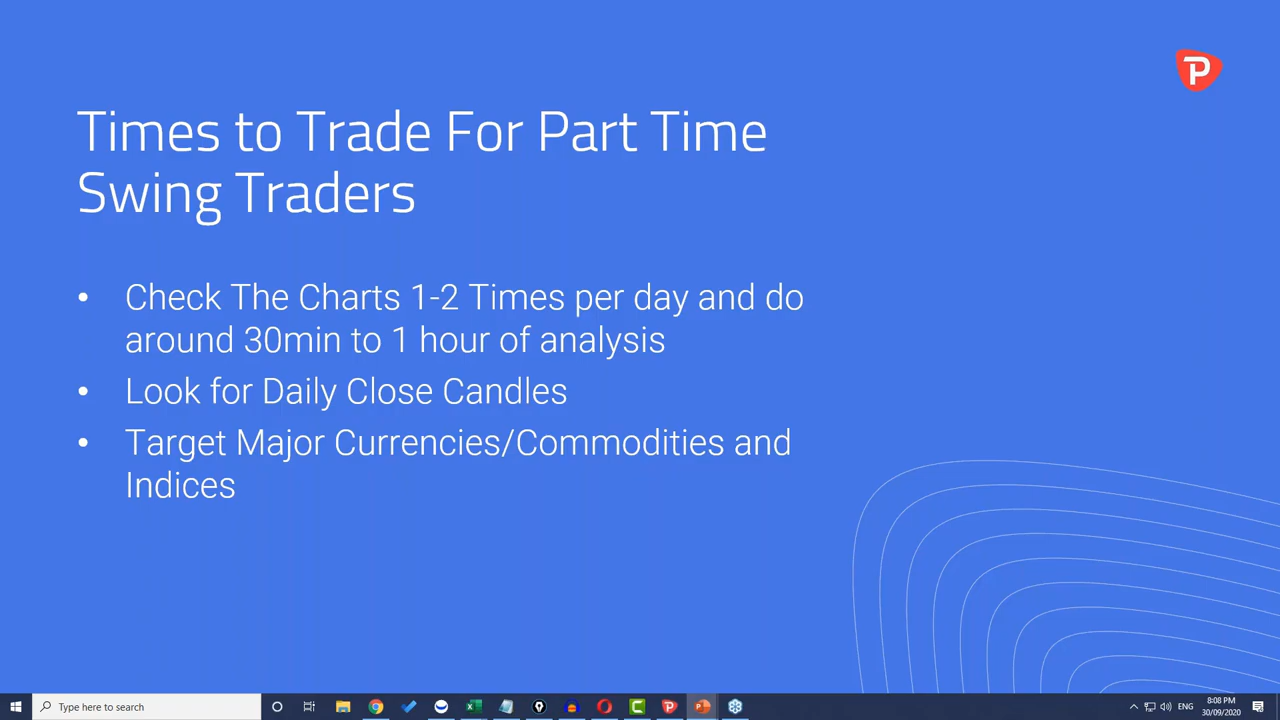 P
Times to Trade For Part Time
Swing Traders
• Check The Charts 1-2 Times per day and do
around 30min to 1 hour of analysis
• Look for Daily Close Candles
• Target Major Currencies/Commodities and
Indices
Type here to search
ENG
8:08 PM
30/09/2020